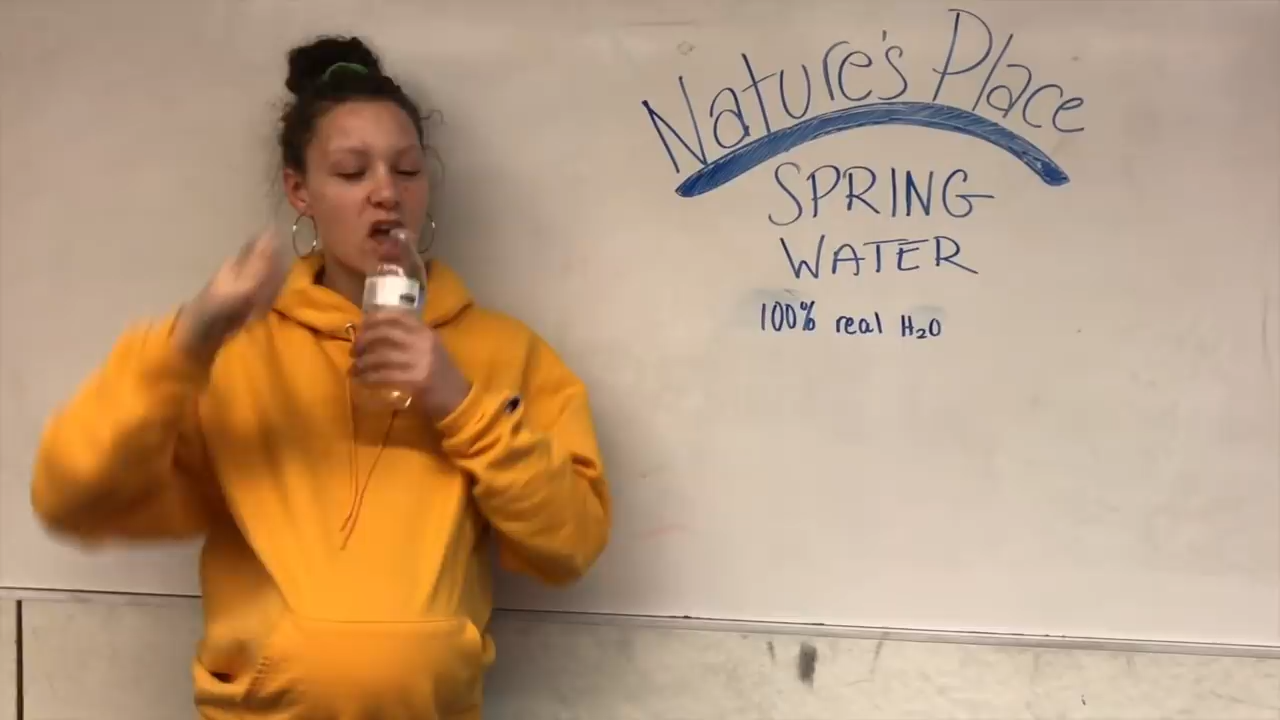 Nature's Place
SPRING
WATER
100% real H₂O